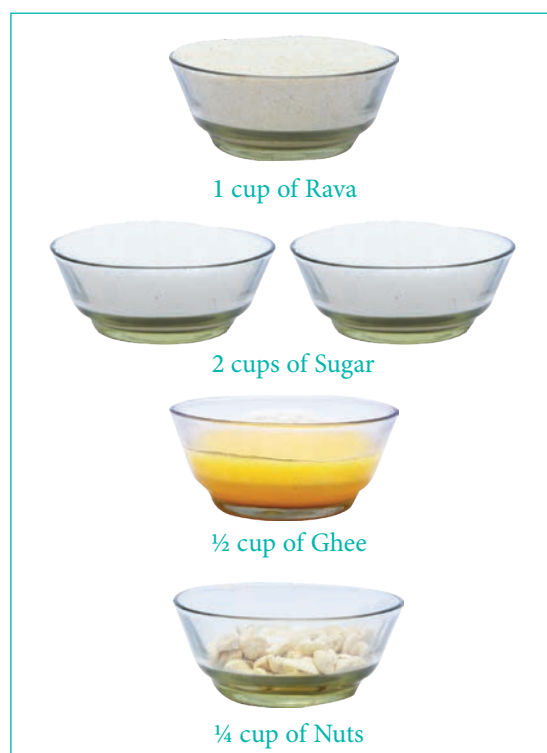 1 cup of Rava
2 cups of Sugar
½ cup of Ghee
¼ cup of Nuts